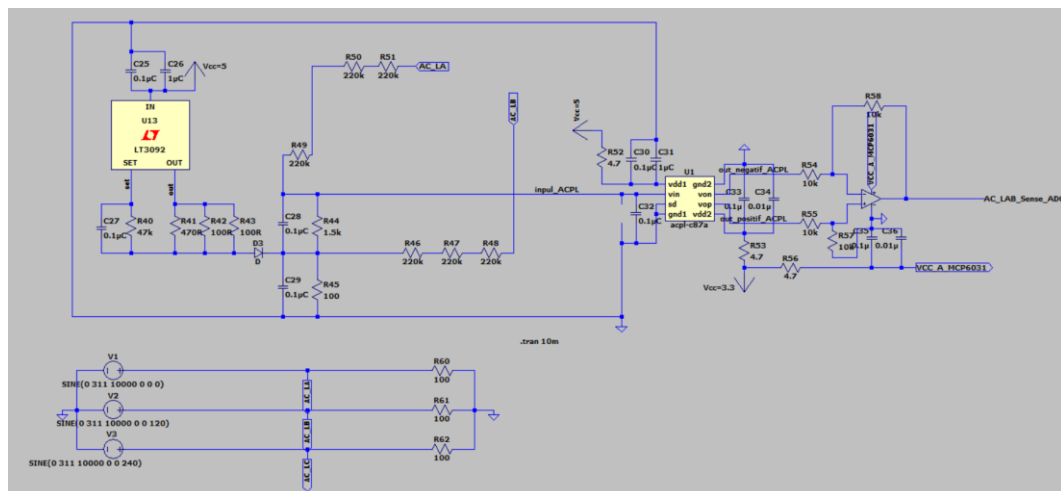 C25
0.1µC
C26
1µC
Vcc=5
IN
U13
LT3092
SET
OUT
set
out
C27
0.1µC
R40
47k
R41
470R
R42
100R
R43
100R
D3
D
R50
220k
R51
220k
AC_LA
AC_LB
R49
220k
C28
0.1µC
R44
1.5k
R46
220k
R47
220k
R48
220k
C29
0.1µC
R45
100
input_ACPL
Vcc=5
R52
4.7
C30
0.1µC
C31
1µC
C32
0.1µC
U1
vdd1 gnd2
vin von
sd vop
gnd1 vdd2
acpl-c87a
out_negatif_ACPL
C33
0.1µ
C34
0.01µ
out_positif_ACPL
R53
4.7
Vcc=3.3
R54
10k
R55
10k
R56
4.7
R57
10k
R58
10k
VCC_A_MCP6031
C35
0.1µ
C36
0.01µ
VCC_A_MCP6031
AC_LAB_Sense_AD
.tran 10m
V1
SINE(0 311 10000 0 0 0)
V2
SINE(0 311 10000 0 0 120)
V3
SINE(0 311 10000 0 0 240)
AC_LA
AC_LB
AC_LC
R60
100
R61
100
R62
100